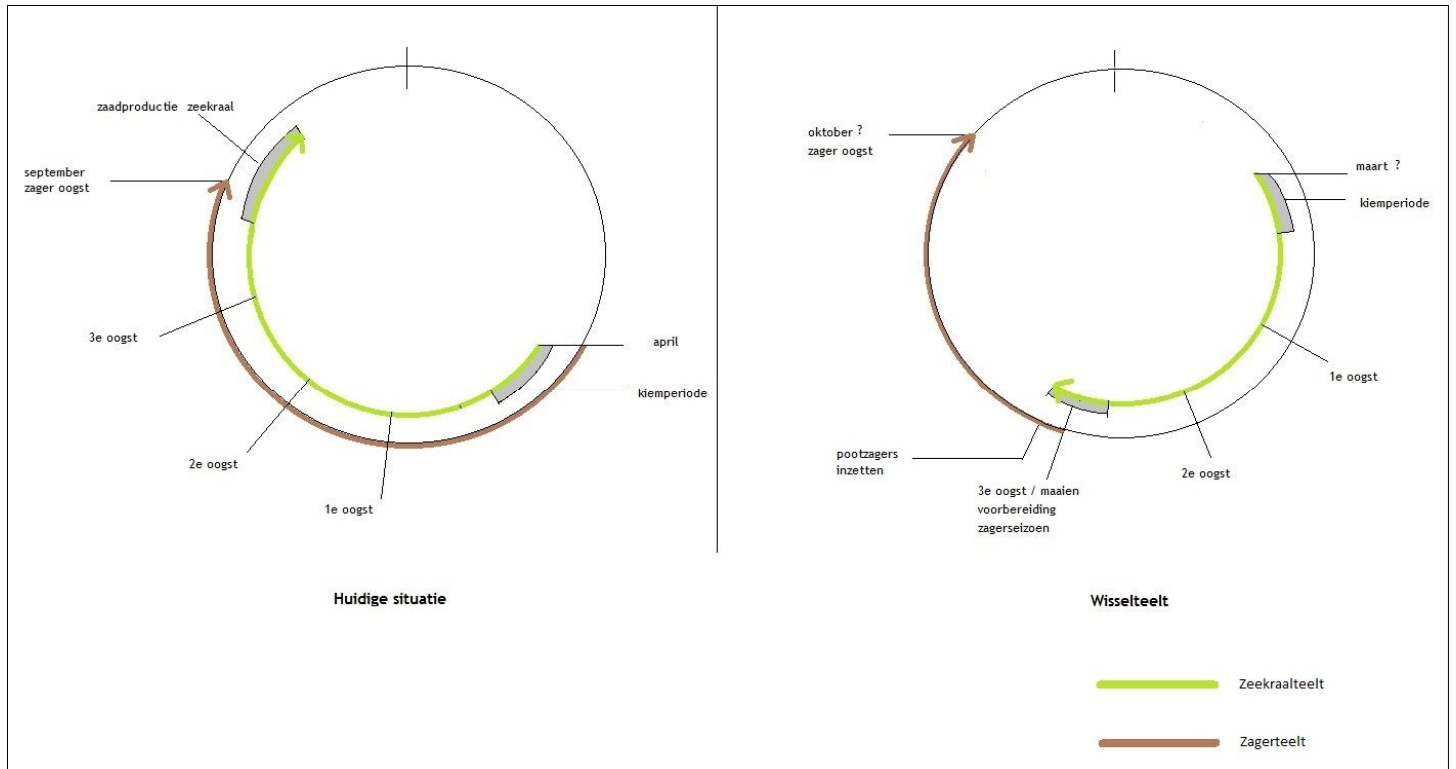 zaadproductie zeekraal
september
zager oogst
3e oogst
2e oogst
1e oogst
april
kiemperiode
Huidige situatie
oktober ?
zager oogst
maart ?
kiemperiode
1e oogst
2e oogst
pootzagers
inzetten
3e oogst / maaien
voorbereiding
zagerseizoen
Wisselteelt
Zeekraalteelt
Zagerteelt